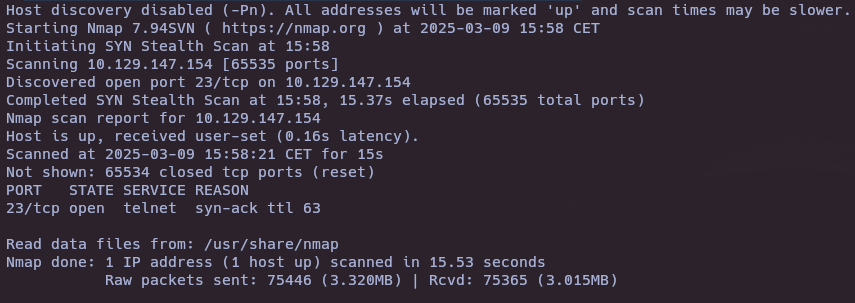 Host discovery disabled (-Pn). All addresses will be marked 'up' and scan times may be slower.
Starting Nmap 7.94SVN ( https://nmap.org ) at 2025-03-09 15:58 CET
Initiating SYN Stealth Scan at 15:58
Scanning 10.129.147.154 [65535 ports]
Discovered open port 23/tcp on 10.129.147.154
Completed SYN Stealth Scan at 15:58, 15.37s elapsed (65535 total ports)
Nmap scan report for 10.129.147.154
Host is up, received user-set (0.16s latency).
Scanned at 2025-03-09 15:58:21 CET for 15s
Not shown: 65534 closed tcp ports (reset)
PORT   STATE SERVICE REASON
23/tcp open  telnet  syn-ack ttl 63

Read data files from: /usr/share/nmap
Nmap done: 1 IP address (1 host up) scanned in 15.53 seconds
           Raw packets sent: 75446 (3.320MB) | Rcvd: 75365 (3.015MB)